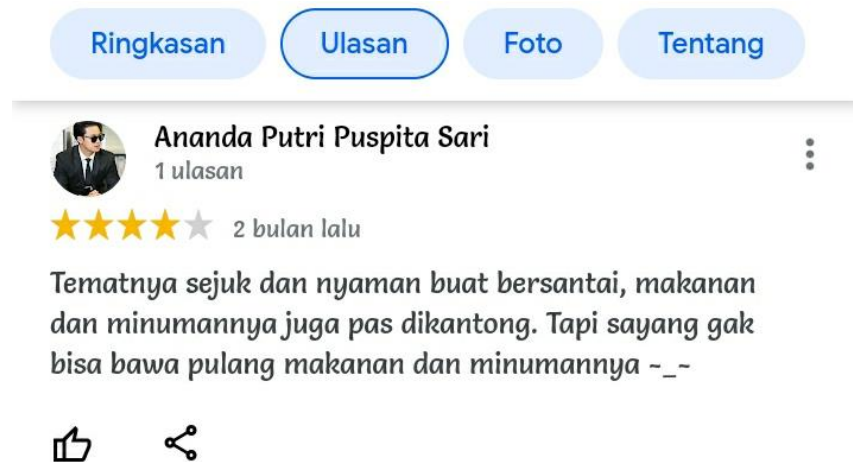 Ringkasan Ulasan Foto Tentang
Ananda Putri Puspita Sari
1 ulasan
2 bulan lalu
Tematnya sejuk dan nyaman buat bersantai, makanan
dan minumannya juga pas dikantong. Tapi sayang gak
bisa bawa pulang makanan dan minumannya ~_~